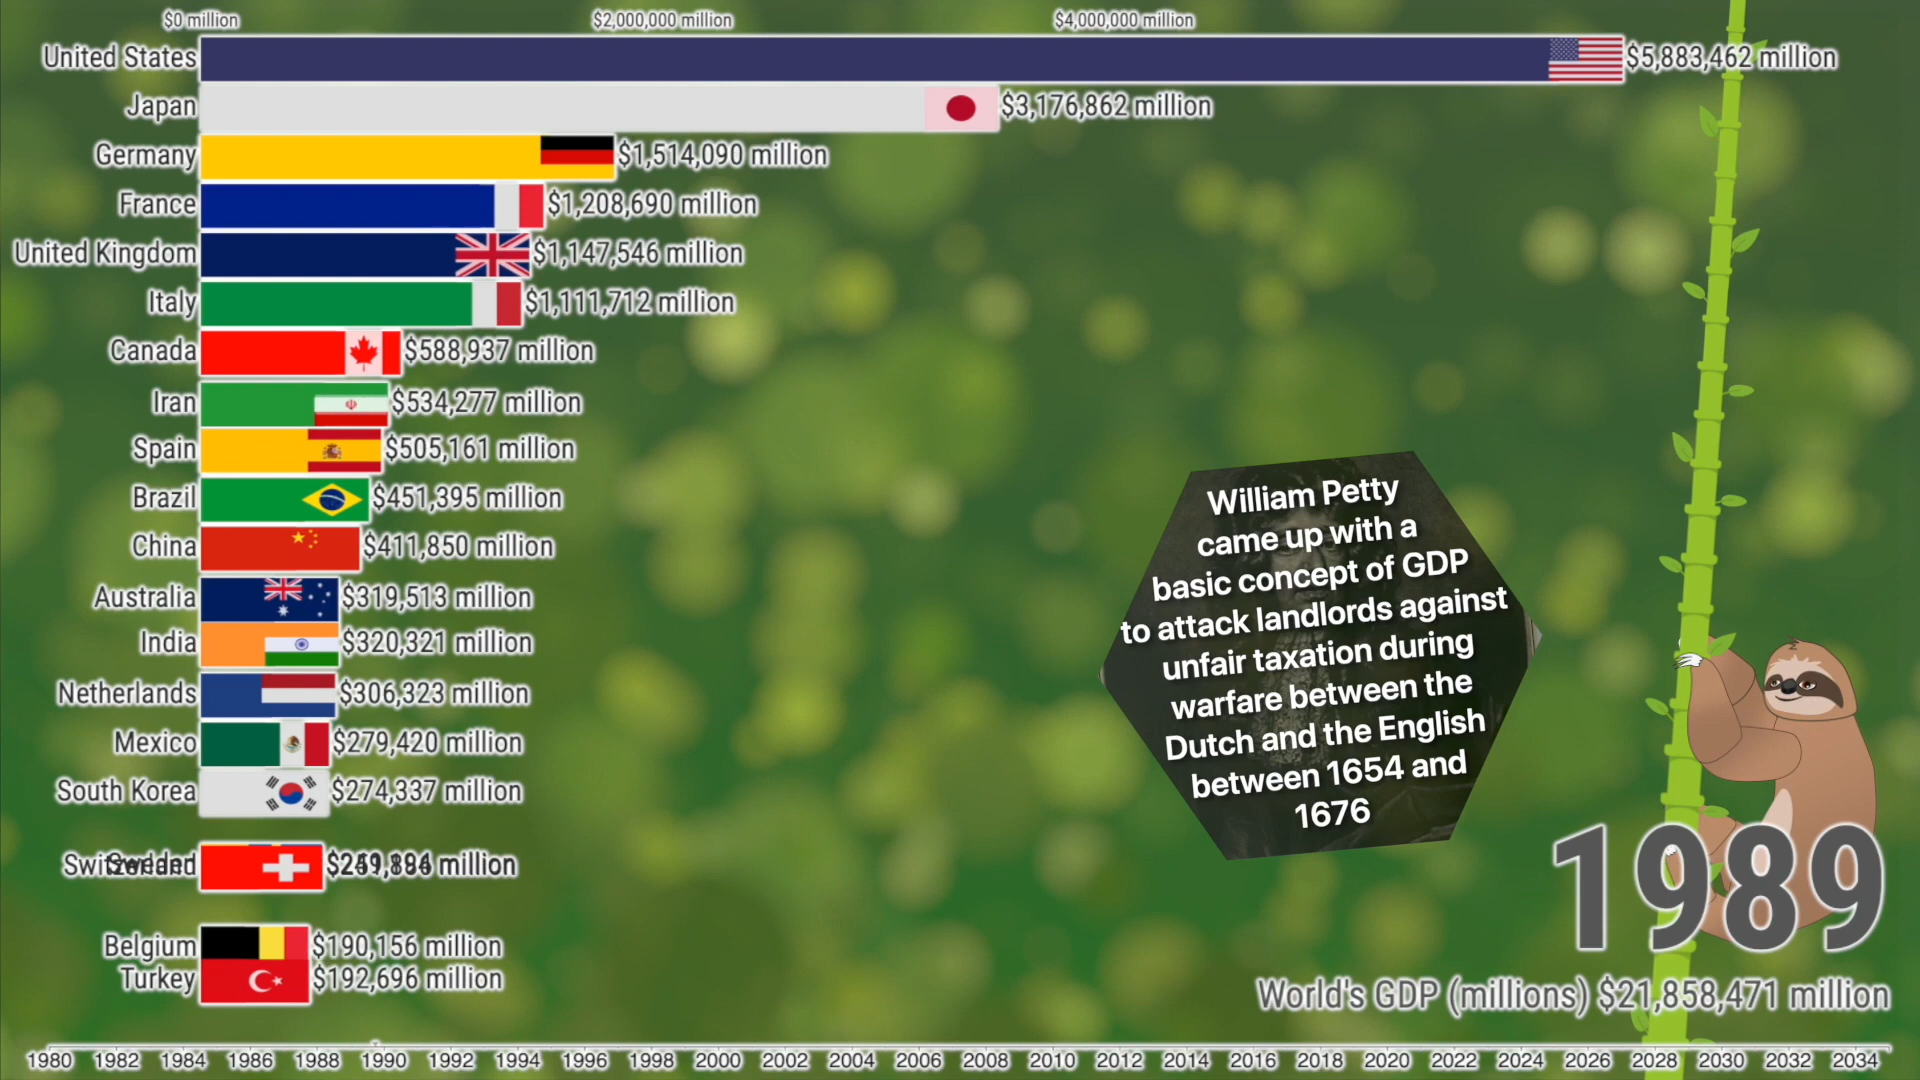 $0 million $2,000,000 million $4,000,000 million
United States $5,883,462 million
Japan $3,176,862 million
Germany $1,514,090 million
France $1,208,690 million
United Kingdom $1,147,546 million
Italy $1,111,712 million
Canada $588,937 million
Iran $534,277 million
Spain $505,161 million
Brazil $451,395 million
China $411,850 million
Australia $319,513 million
India $320,321 million
Netherlands $306,323 million
Mexico $279,420 million
South Korea $274,337 million
Switzerland
Sweden
million
Belgium $190,156 million
Turkey $192,696 million
William Petty
came up with a
basic concept of GDP
to attack landlords against
unfair taxation during
warfare between the
Dutch and the English
between 1654 and
1676
1989
World's GDP (millions) $21,858,471 million
1980 1982 1984 1986 1988 1990 1992 1994 1996 1998 2000 2002 2004 2006 2008 2010 2012 2014 2016 2018 2020 2022 2024 2026 2028 2030 2032 2034